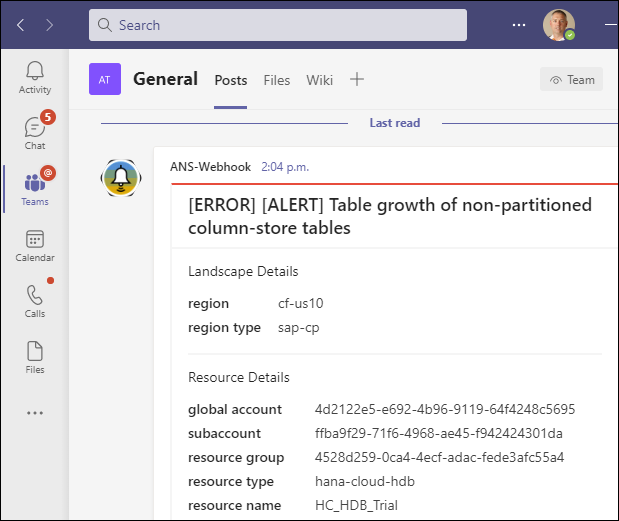 Search
Activity
5
Chat
@
Teams
Calendar
Calls
Files
AT General Posts Files Wiki Team
Last read
ANS-Webhook 2:04 p.m.
[ERROR] [ALERT] Table growth of non-partitioned
column-store tables
Landscape Details
region cf-us10
region type sap-cp
Resource Details
global account 4d2122e5-e692-4b96-9119-64f4248c5695
subaccount ffba9f29-71f6-4968-ae45-f942424301da
resource group 4528d259-0ca4-4ecf-adac-fede3afc55a4
resource type hana-cloud-hdb
resource name HC_HDB_Trial